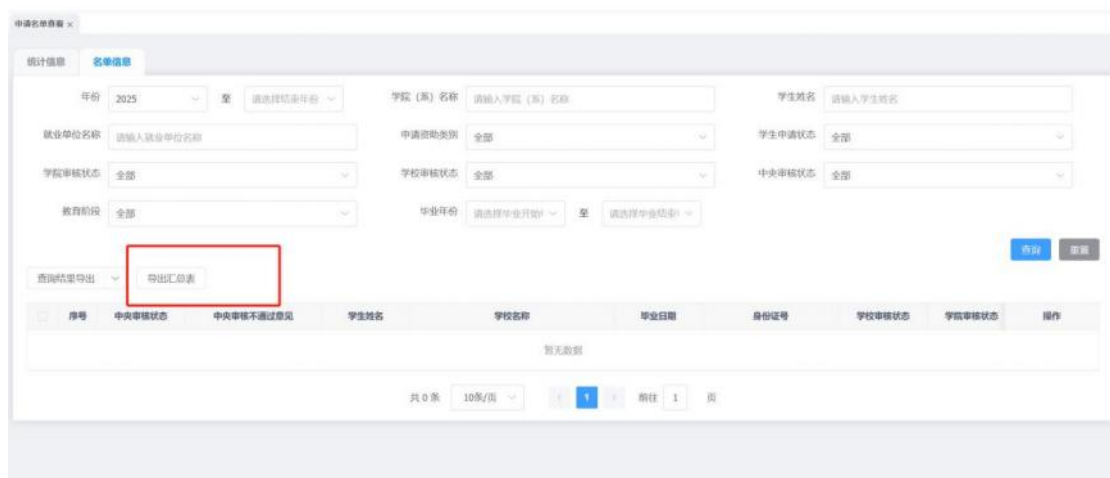 申请名单查看 ×
统计信息 名单信息
年份 2025 至 请选择结束年份 学院（系）名称 请输入学院（系）名称 学生姓名 请输入学生姓名
就业单位名称 请输入就业单位名称 申请资助类别 全部 学生申请状态 全部
学院审核状态 全部 学校审核状态 全部 中央审核状态 全部
教育阶段 全部 毕业年份 请选择毕业开始 至 请选择毕业结束
查询 重置
查询结果导出 导出汇总表
序号 中央审核状态 中央审核不通过意见 学生姓名 学校名称 毕业日期 身份证号 学校审核状态 学院审核状态 操作
暂无数据
共 0 条 10条/页 1 前往 1 页